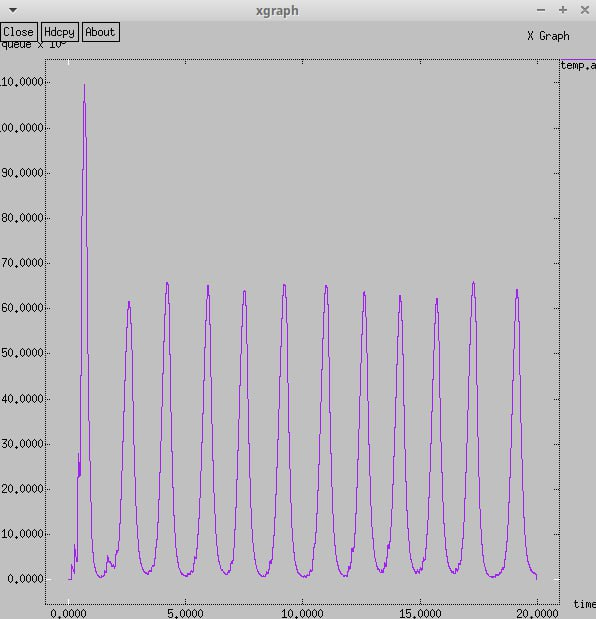 xgraph
Close Hdcpy About
queue x 10
X Graph
temp.a
10.0000
00.0000
90.0000
80.0000
70.0000
60.0000
50.0000
40.0000
30.0000
20.0000
10.0000
0.0000
time
0.0000 5.0000 10.0000 15.0000 20.0000